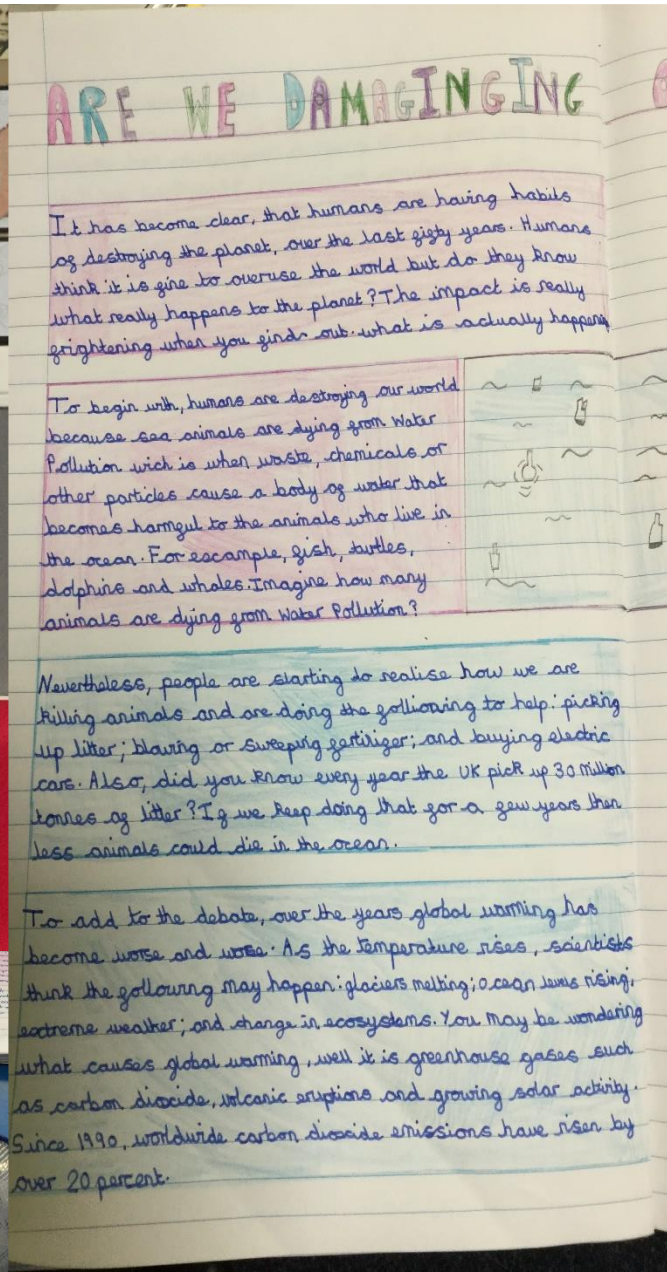 ARE WE DAMAGINGING
It has become clear, that humans are having habits
of destroying the planet, over the last fifty years. Humans
think it is fine to overuse the world but do they know
what really happens to the planet? The impact is really
frightening when you find out. what is actually happening
To begin with, humans are destroying our world
because sea animals are dying from Water
Pollution wich is when waste, chemicals or
other particles cause a body of water that
becomes harmful to the animals who live in
the ocean. For escample, fish, turtles,
dolphins and whales. Imagine how many
animals are dying from Water Pollution?
Nevertheless, people are starting to realise how we are
killing animals and are doing the following to help: picking
up litter; blowing or sweeping fertiliger; and buying electric
cars. Also, did you know every year the UK pick up 30 million
tonnes of litter? If we keep doing that for a few years then
less animals could die in the ocean.
To add to the debate, over the years global warming has
become worse and worse. As the temperature rises, scientists
think the following may happen: glaciers melting; ocean levels rising,
extreme weather; and change in ecosystems. You may be wondering
what causes global warming, well it is greenhouse gases such
as carbon dioxide, volcanic eruptions and growing solar activity.
Since 1990, worldwide carbon dioxide emissions have risen by
over 20 percent.